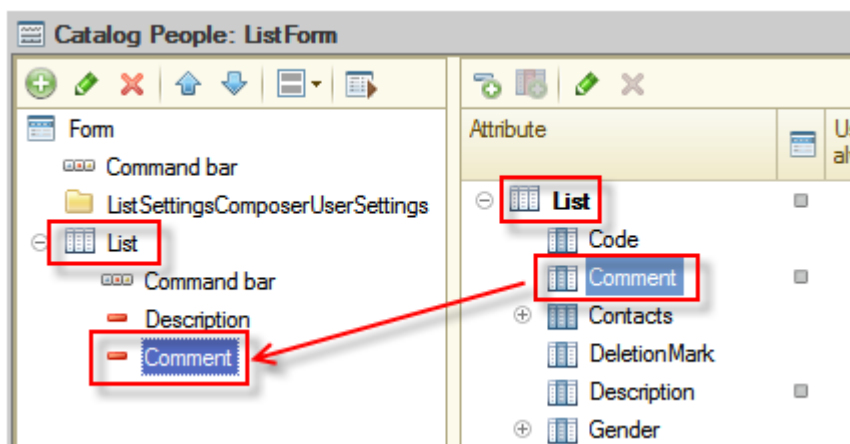 Catalog People: ListForm
Form
Command bar
ListSettingsComposerUserSettings
List
Command bar
Description
Comment
Attribute
List
Code
Comment
Contacts
DeletionMark
Description
Gender